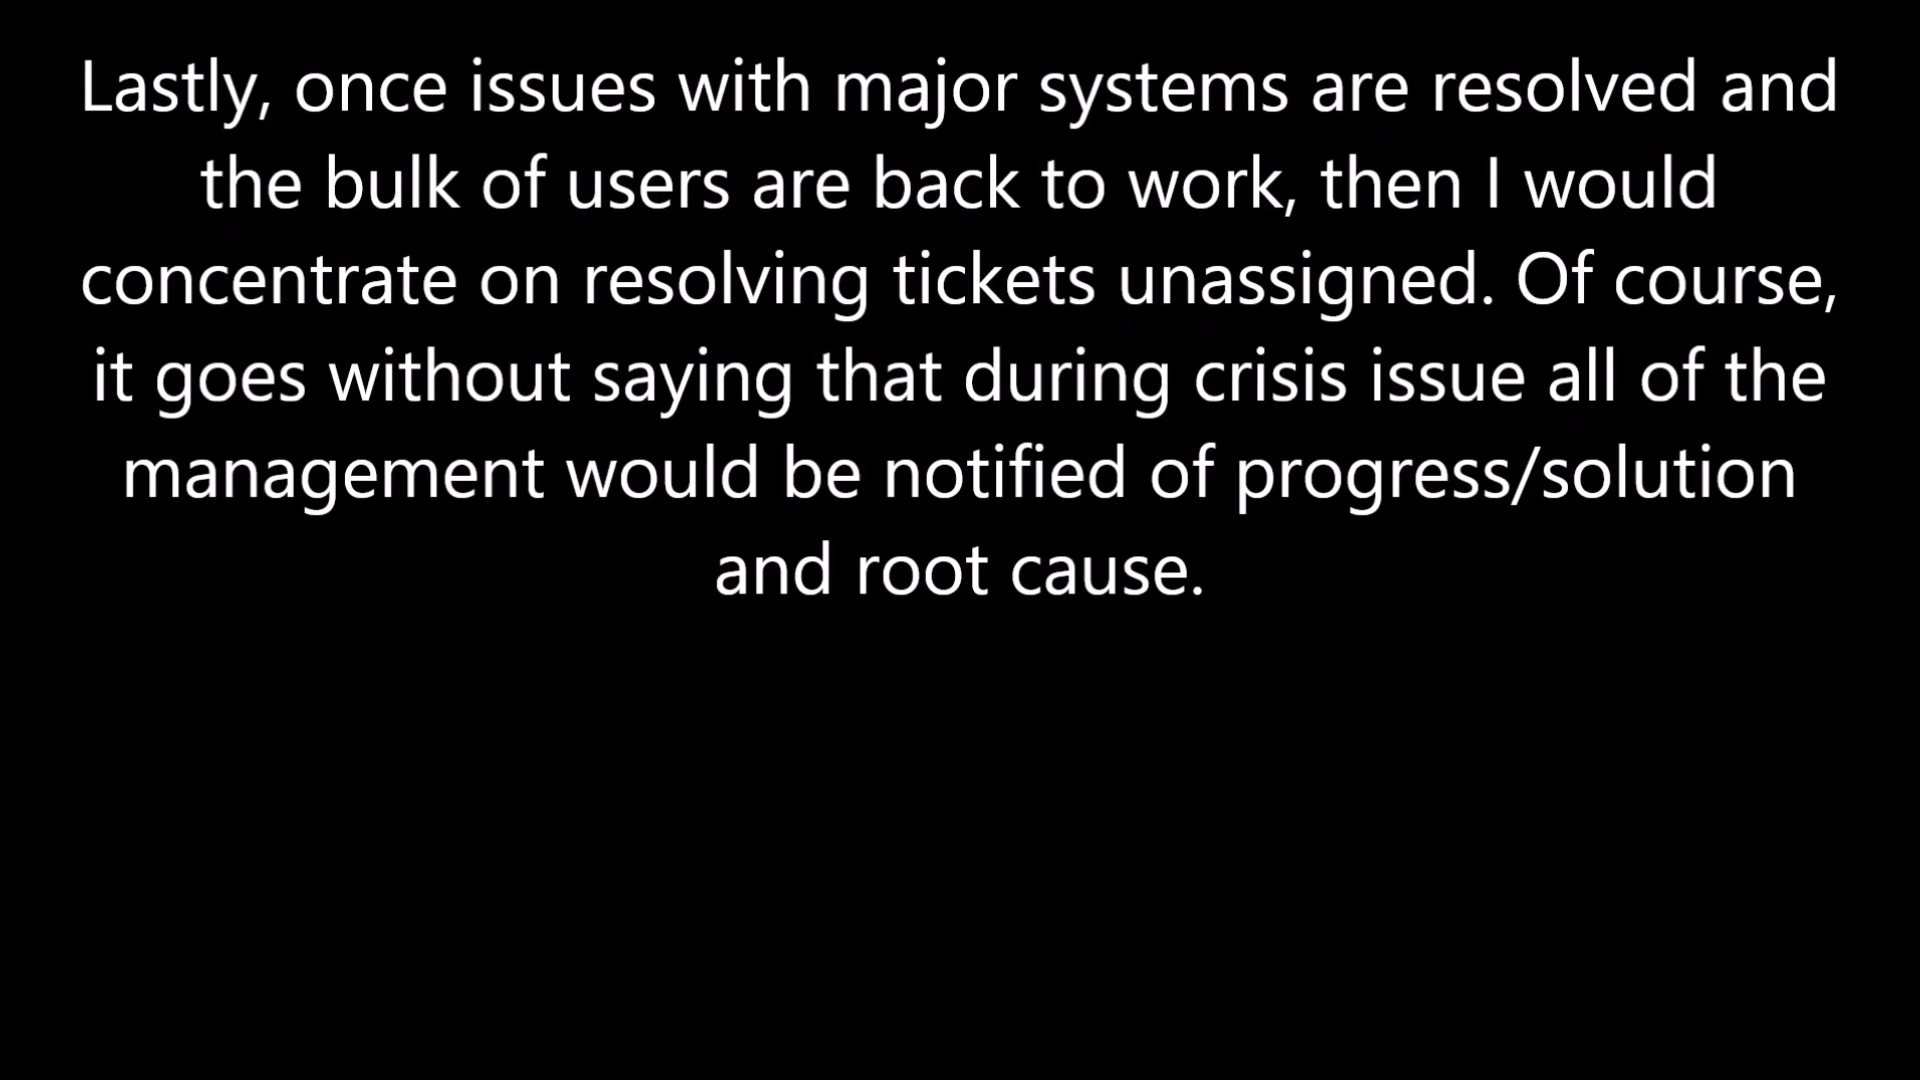 Lastly, once issues with major systems are resolved and
the bulk of users are back to work, then I would
concentrate on resolving tickets unassigned. Of course,
it goes without saying that during crisis issue all of the
management would be notified of progress/solution
and root cause.